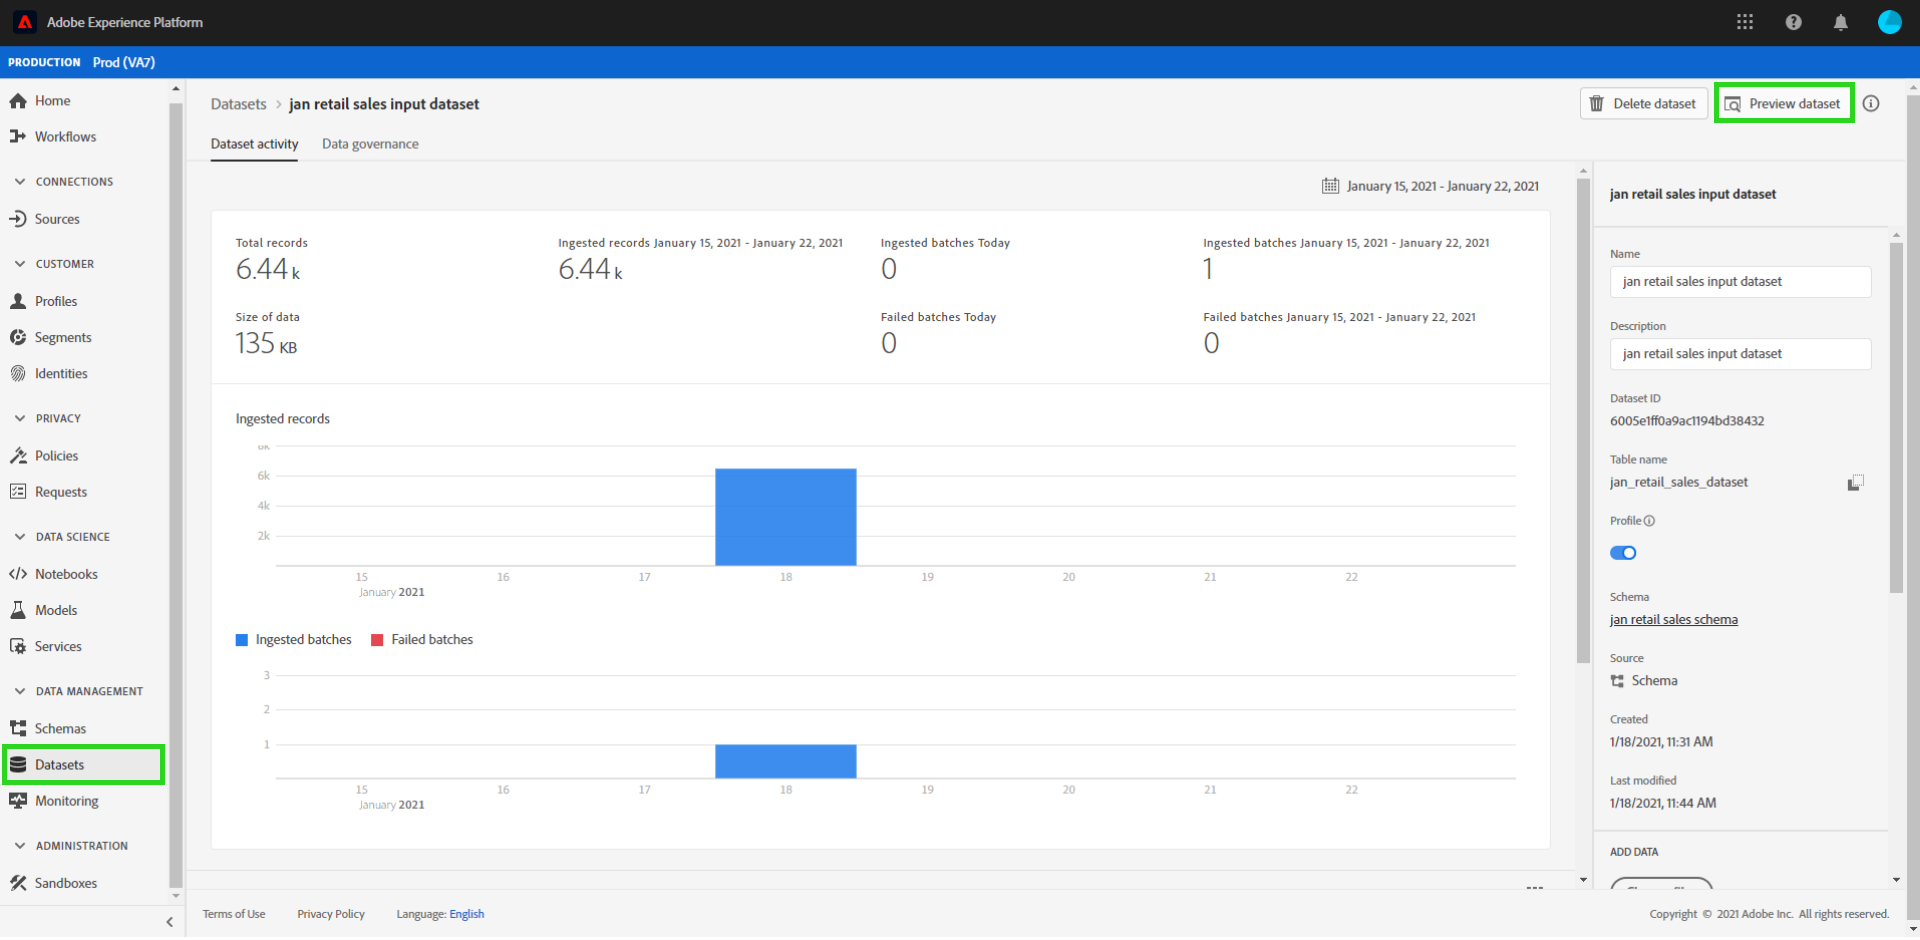 Adobe Experience Platform
PRODUCTION Prod (VA7)
Home
Workflows
CONNECTIONS
Sources
CUSTOMER
Profiles
Segments
Identities
PRIVACY
Policies
Requests
DATA SCIENCE
Notebooks
Models
Services
DATA MANAGEMENT
Schemas
Datasets
Monitoring
ADMINISTRATION
Sandboxes
Datasets > jan retail sales input dataset
Delete dataset
Preview dataset
Dataset activity
Data governance
January 15, 2021 - January 22, 2021
Total records
6.44 k
Ingested records January 15, 2021 - January 22, 2021
6.44 k
Ingested batches Today
0
Ingested batches January 15, 2021 - January 22, 2021
1
Size of data
135 KB
Failed batches Today
0
Failed batches January 15, 2021 - January 22, 2021
0
Ingested records
8k
6k
4k
2k
15 16 17 18 19 20 21 22
January 2021
Ingested batches Failed batches
3
2
1
15 16 17 18 19 20 21 22
January 2021
jan retail sales input dataset
Name
jan retail sales input dataset
Description
jan retail sales input dataset
Dataset ID
6005e1ff0a9ac1194bd38432
Table name
jan_retail_sales_dataset
Profile
Schema
jan retail sales schema
Source
Schema
Created
1/18/2021, 11:31 AM
Last modified
1/18/2021, 11:44 AM
ADD DATA
Terms of Use Privacy Policy Language: English
Copyright © 2021 Adobe Inc. All rights reserved.